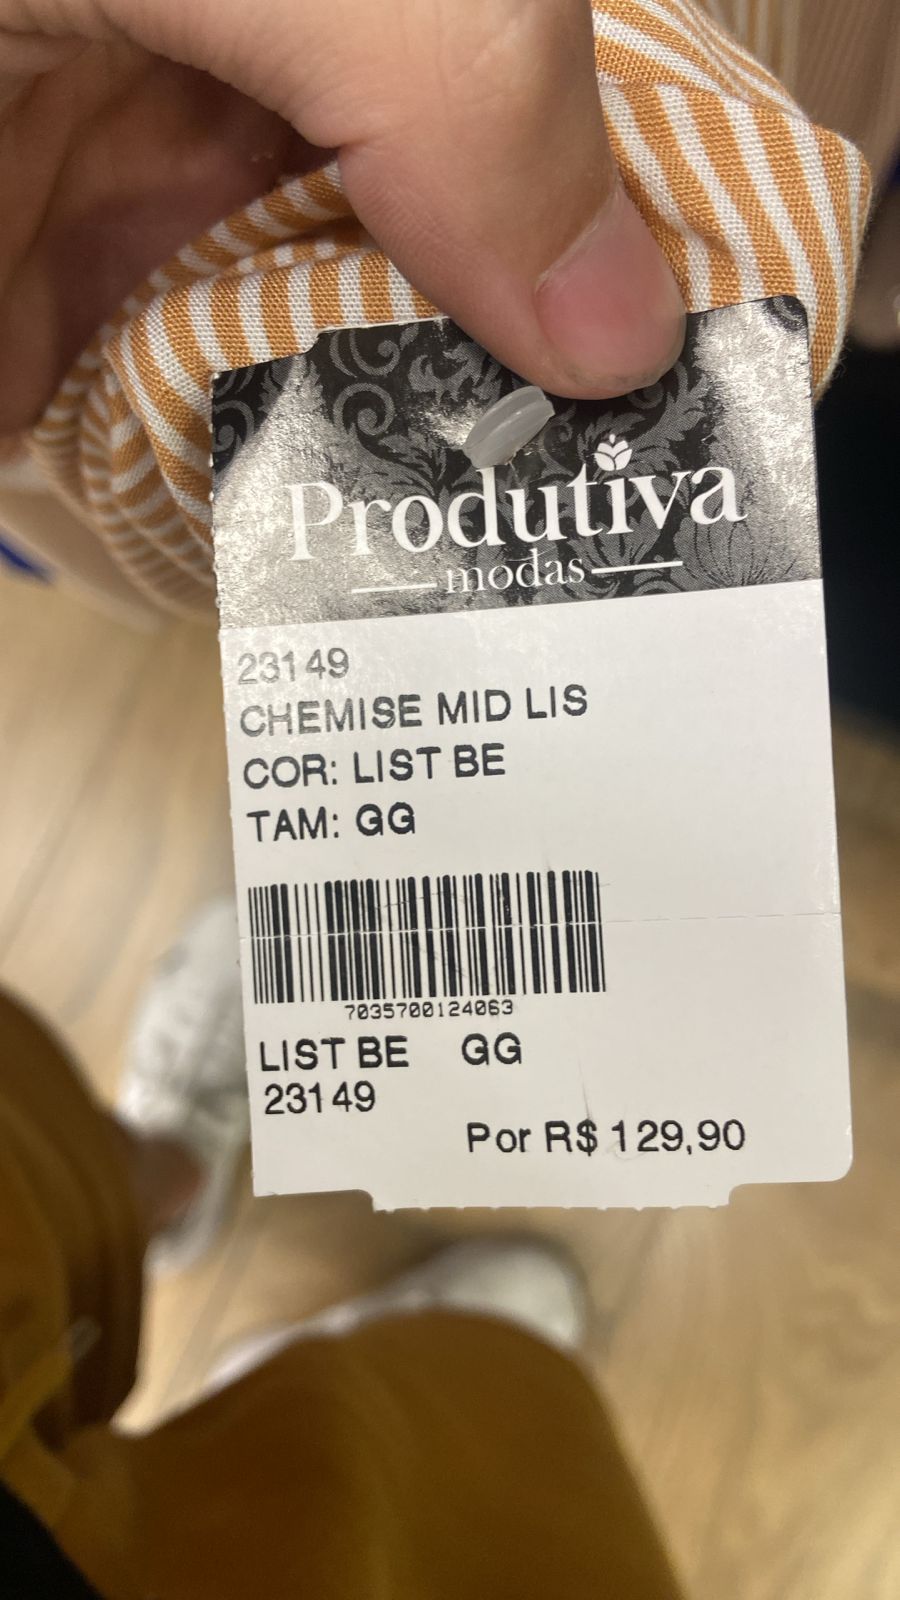 Produtiva
modas
23149
CHEMISE MID LIS
COR: LIST BE
TAM: GG
7035700124063
LIST BE GG
23149
Por R$ 129,90